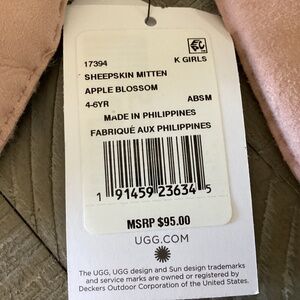 17394 K GIRLS
SHEEPSKIN MITTEN
APPLE BLOSSOM
4-6YR ABSM
MADE IN PHILIPPINES
FABRIQUÉ AUX PHILIPPINES
1 91459 23634 5
MSRP $95.00
UGG.COM
The UGG, UGG design and Sun design trademarks
and service marks are owned or registered by
Deckers Outdoor Corporation of the United States.